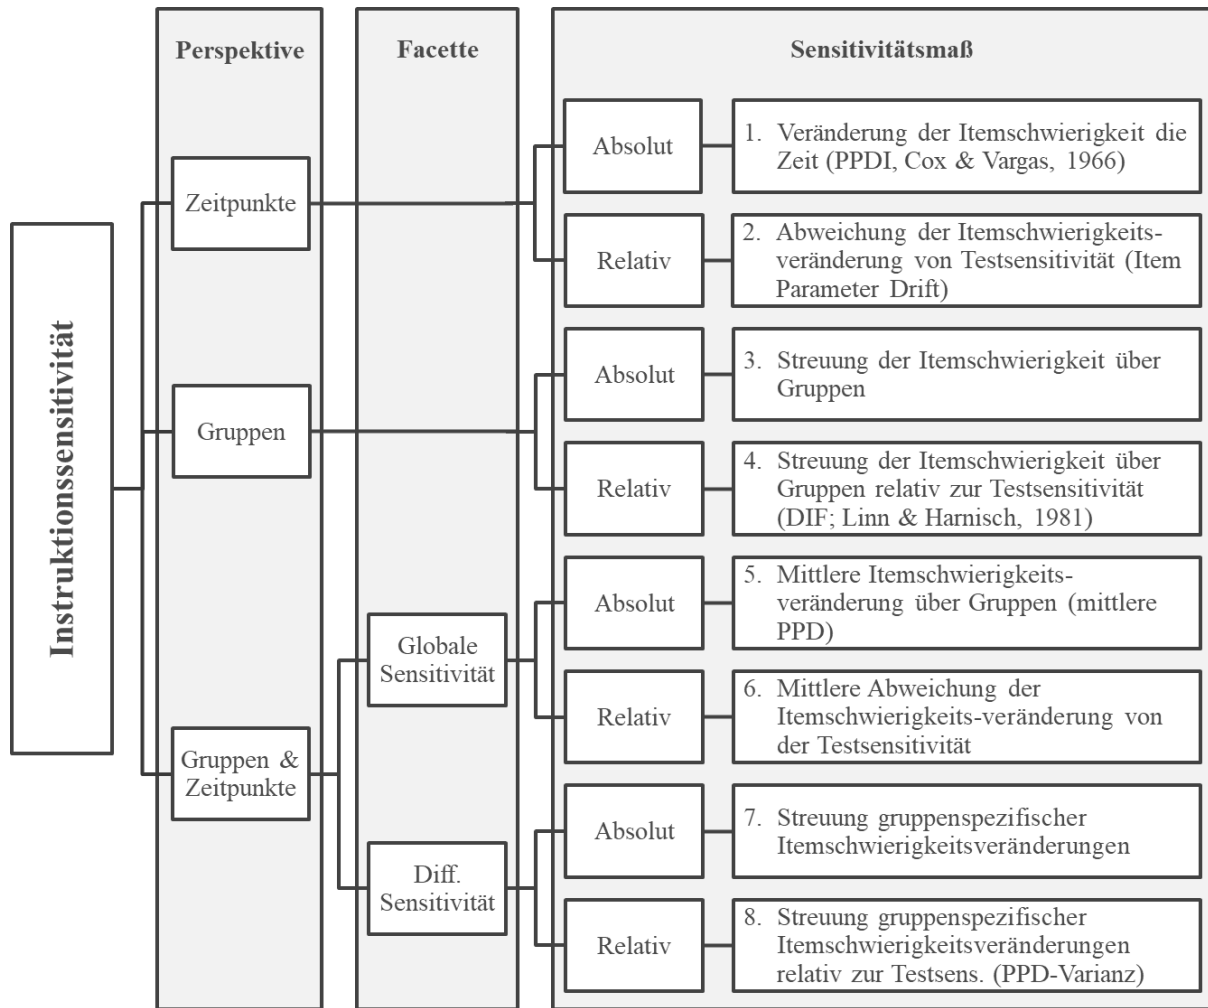 Perspektive
Facette
Sensitivitätsmaß
Instruktionssensitivität
Zeitpunkte
Absolut
1. Veränderung der Itemschwierigkeit die
Zeit (PPDI, Cox & Vargas, 1966)
Relativ
2. Abweichung der Itemschwierigkeits-
veränderung von Testsensitivität (Item
Parameter Drift)
Gruppen
Absolut
3. Streuung der Itemschwierigkeit über
Gruppen
Relativ
4. Streuung der Itemschwierigkeit über
Gruppen relativ zur Testsensitivität
(DIF; Linn & Harnisch, 1981)
Gruppen &
Zeitpunkte
Globale
Sensitivität
Absolut
5. Mittlere Itemschwierigkeits-
veränderung über Gruppen (mittlere
PPD)
Relativ
6. Mittlere Abweichung der
Itemschwierigkeits-veränderung von
der Testsensitivität
Diff.
Sensitivität
Absolut
7. Streuung gruppenspezifischer
Itemschwierigkeitsveränderungen
Relativ
8. Streuung gruppenspezifischer
Itemschwierigkeitsveränderungen
relativ zur Testsens. (PPD-Varianz)